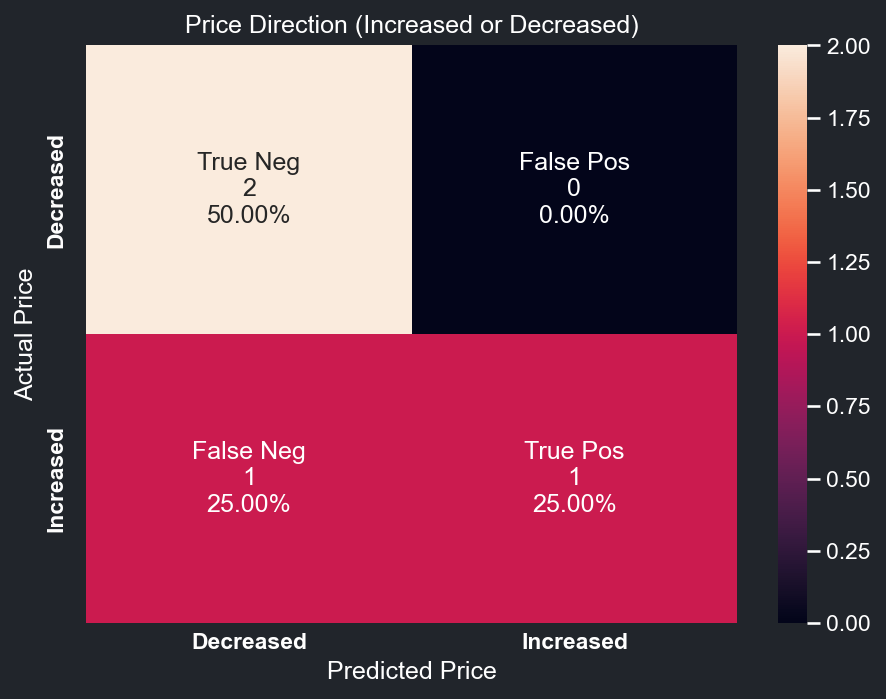 Price Direction (Increased or Decreased)
Actual Price
Decreased
Increased
True Neg
2
50.00%
False Pos
0
0.00%
False Neg
1
25.00%
True Pos
1
25.00%
Decreased
Increased
Predicted Price
2.00
1.75
1.50
1.25
1.00
0.75
0.50
0.25
0.00